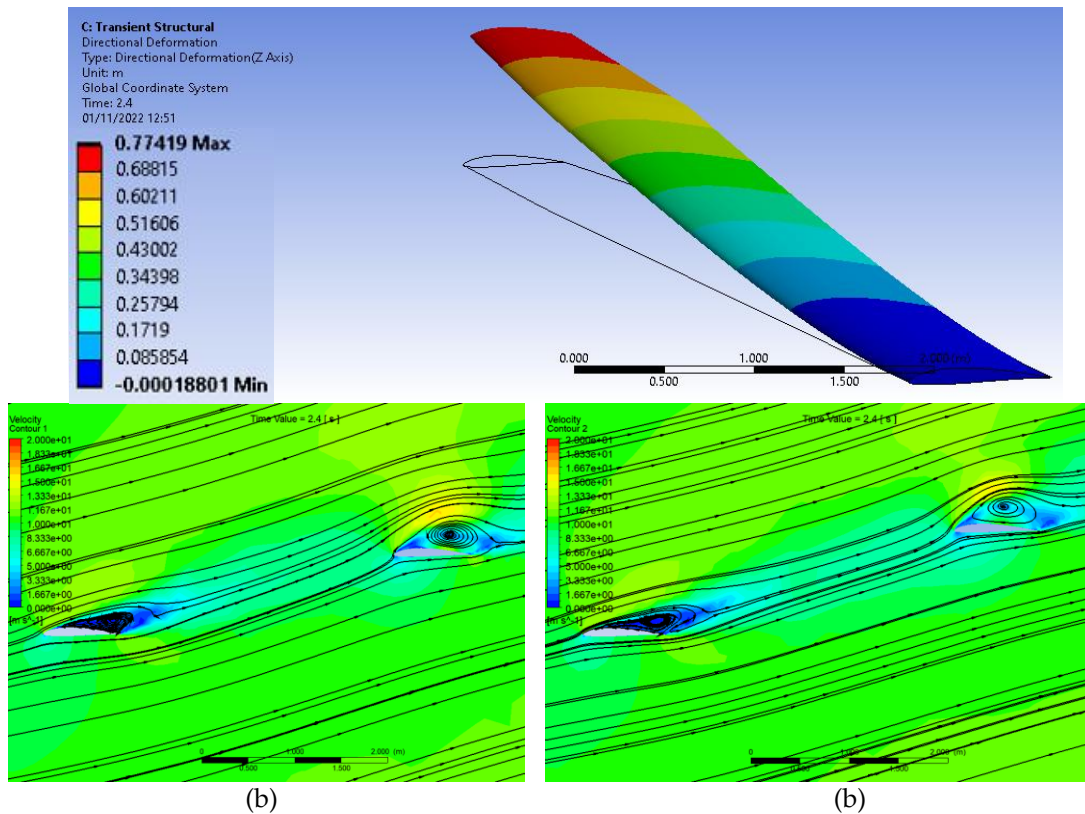 C: Transient Structural
Directional Deformation
Type: Directional Deformation(Z Axis)
Unit: m
Global Coordinate System
Time: 2.4
01/11/2022 12:51
0.77419 Max
0.68815
0.60211
0.51606
0.43002
0.34398
0.25794
0.1719
0.085854
-0.00018801 Min
0.000
1.000
2.000 (m)
0.500
1.500
Velocity
Contour 1
Time Value = 2.4 [ s ]
2.000e+01
1.833e+01
1.667e+01
1.500e+01
1.333e+01
1.167e+01
1.000e+01
8.333e+00
6.667e+00
5.000e+00
3.333e+00
1.667e+00
0.000e+00
[m s^-1]
0
1.000
2.000 (m)
0.500
1.500
Velocity
Contour 2
Time Value = 2.4 [ s ]
2.000e+01
1.833e+01
1.667e+01
1.500e+01
1.333e+01
1.167e+01
1.000e+01
8.333e+00
6.667e+00
5.000e+00
3.333e+00
1.667e+00
0.000e+00
[m s^-1]
0
1.000
2.000 (m)
0.500
1.500
(b)
(b)